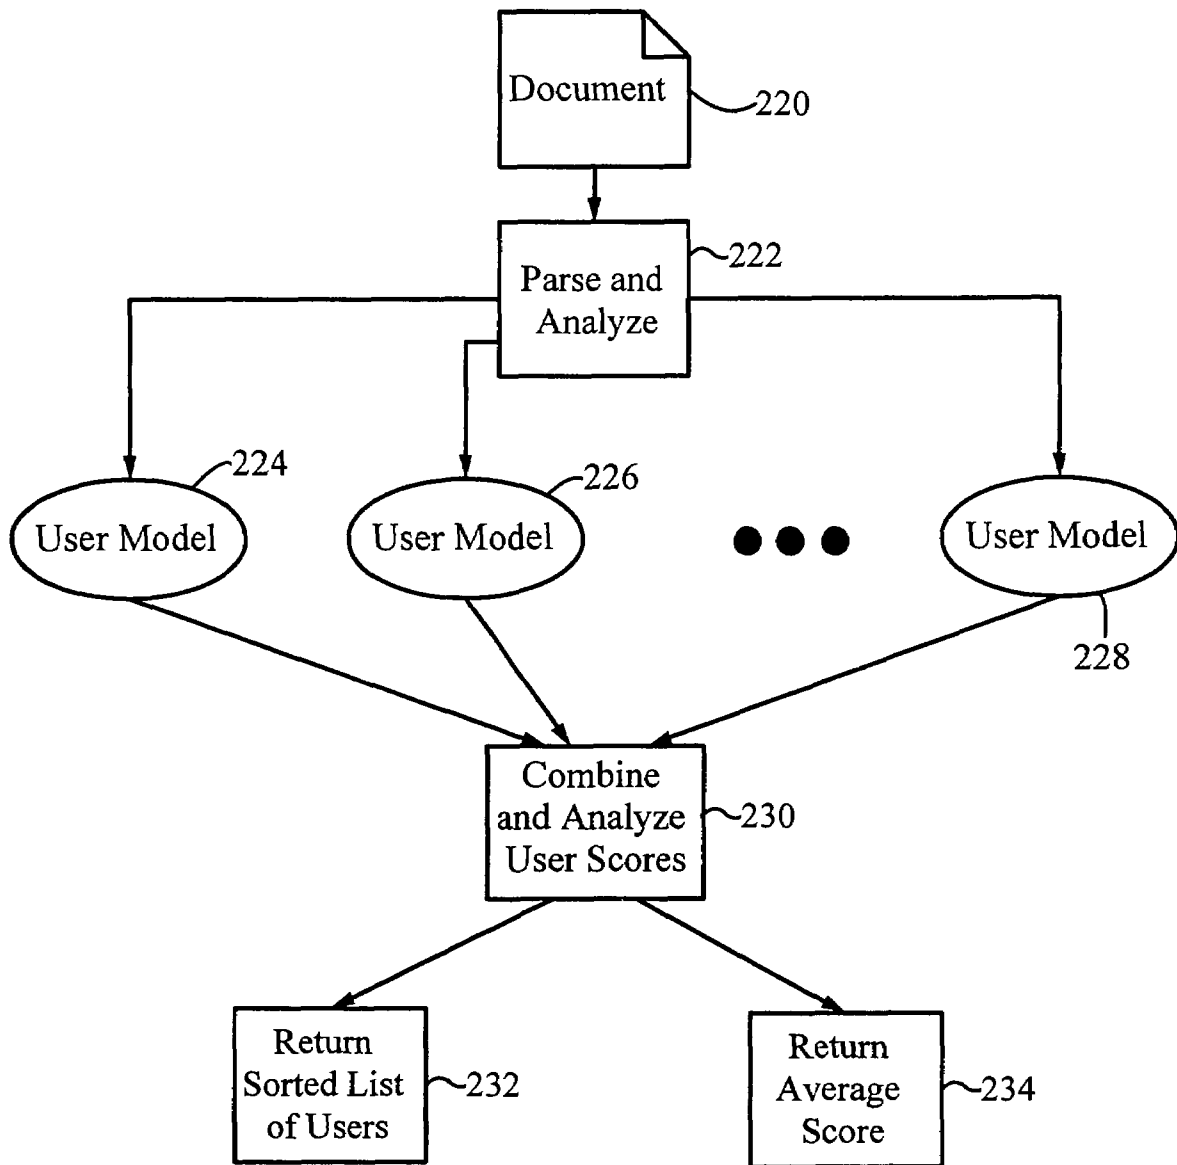 Document
220
Parse and
Analyze
222
224
226
User Model
User Model
User Model
228
Combine
and Analyze
User Scores
230
Return
Sorted List
of Users
232
Return
Average
Score
234